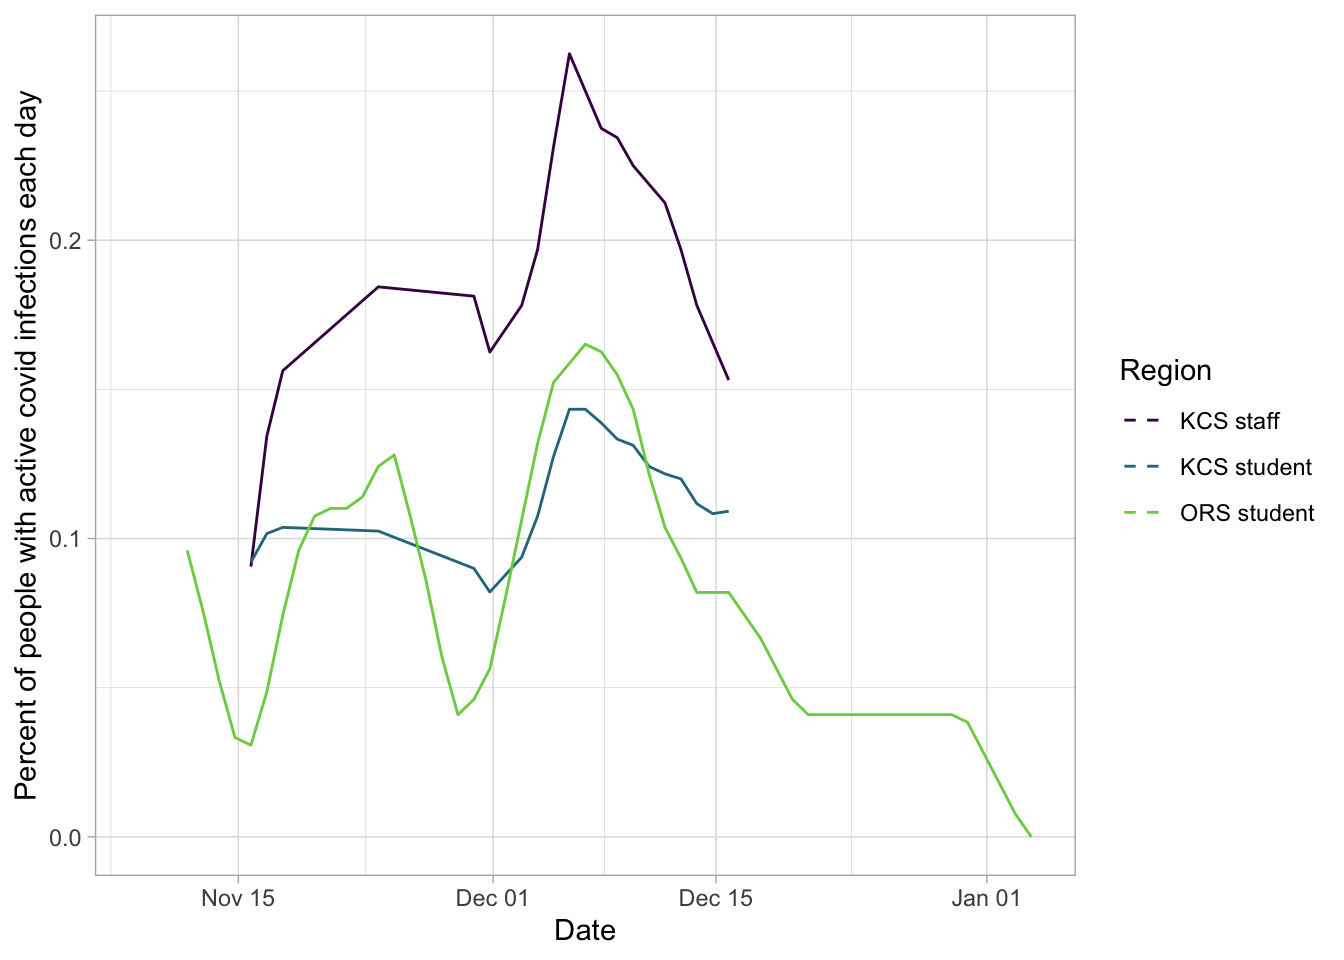 Percent of people with active covid infections each day
0.2
0.1
0.0
Nov 15
Dec 01
Dec 15
Jan 01
Date
Region
KCS staff
KCS student
ORS student